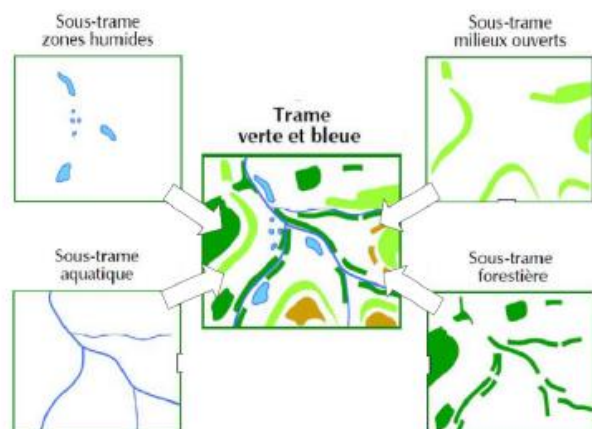 Sous-trame
zones humides
Sous-trame
milieux ouverts
Trame
verte et bleue
Sous-trame
aquatique
Sous-trame
forestière